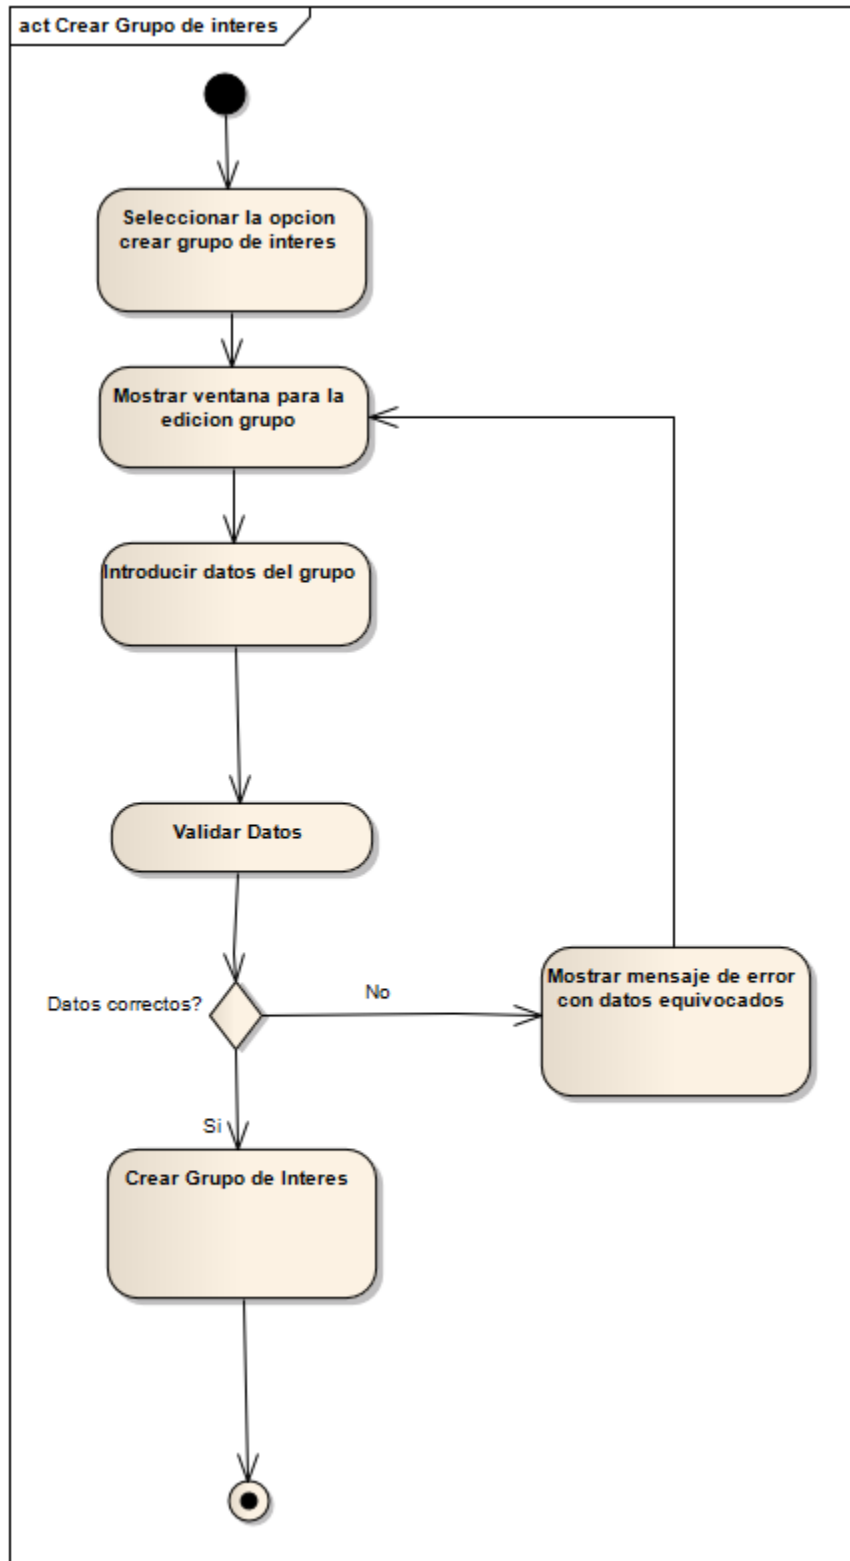 act Crear Grupo de interes
Seleccionar la opcion
crear grupo de interes
Mostrar ventana para la
edicion grupo
Introducir datos del grupo
Validar Datos
Datos correctos?
No
Mostrar mensaje de error
con datos equivocados
Si
Crear Grupo de Interes